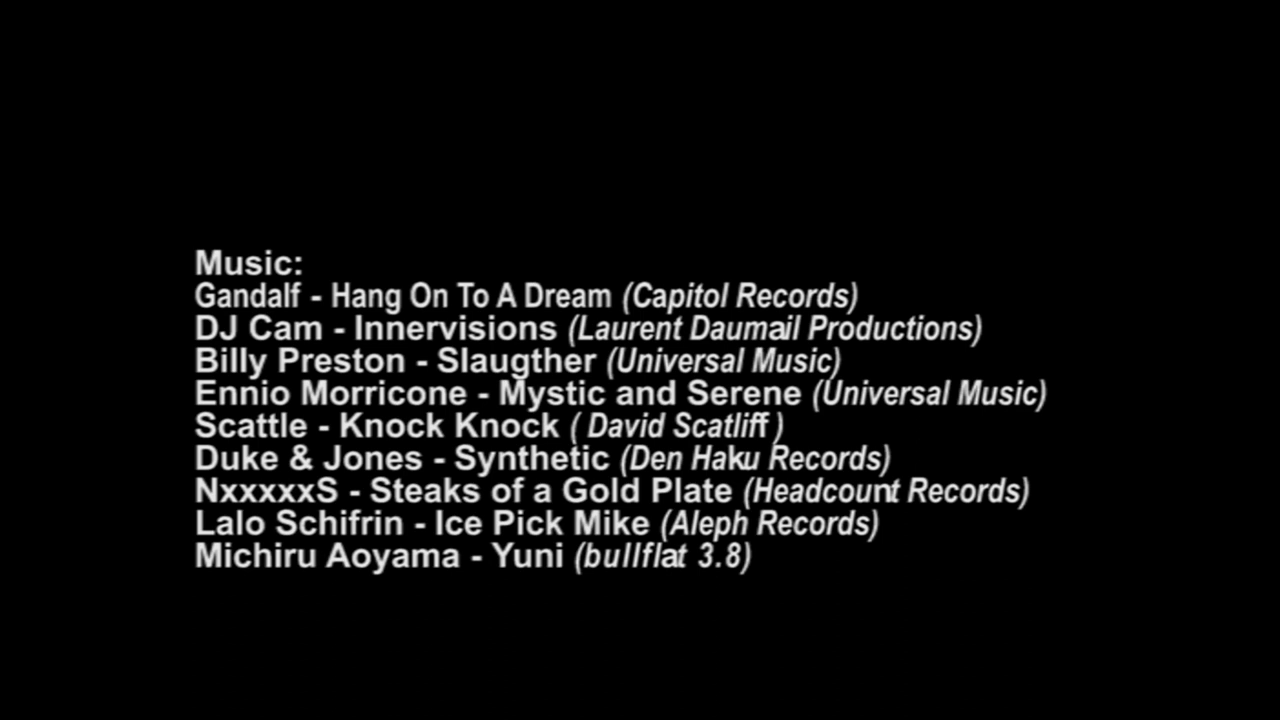 Music:
Gandalf - Hang On To A Dream (Capitol Records)
DJ Cam - Innervisions (Laurent Daumail Productions)
Billy Preston - Slaugther (Universal Music)
Ennio Morricone - Mystic and Serene (Universal Music)
Scattle - Knock Knock ( David Scatliff )
Duke & Jones - Synthetic (Den Haku Records)
NxxxxxS - Steaks of a Gold Plate (Headcount Records)
Lalo Schifrin - Ice Pick Mike (Aleph Records)
Michiru Aoyama - Yuni (bullflat 3.8)